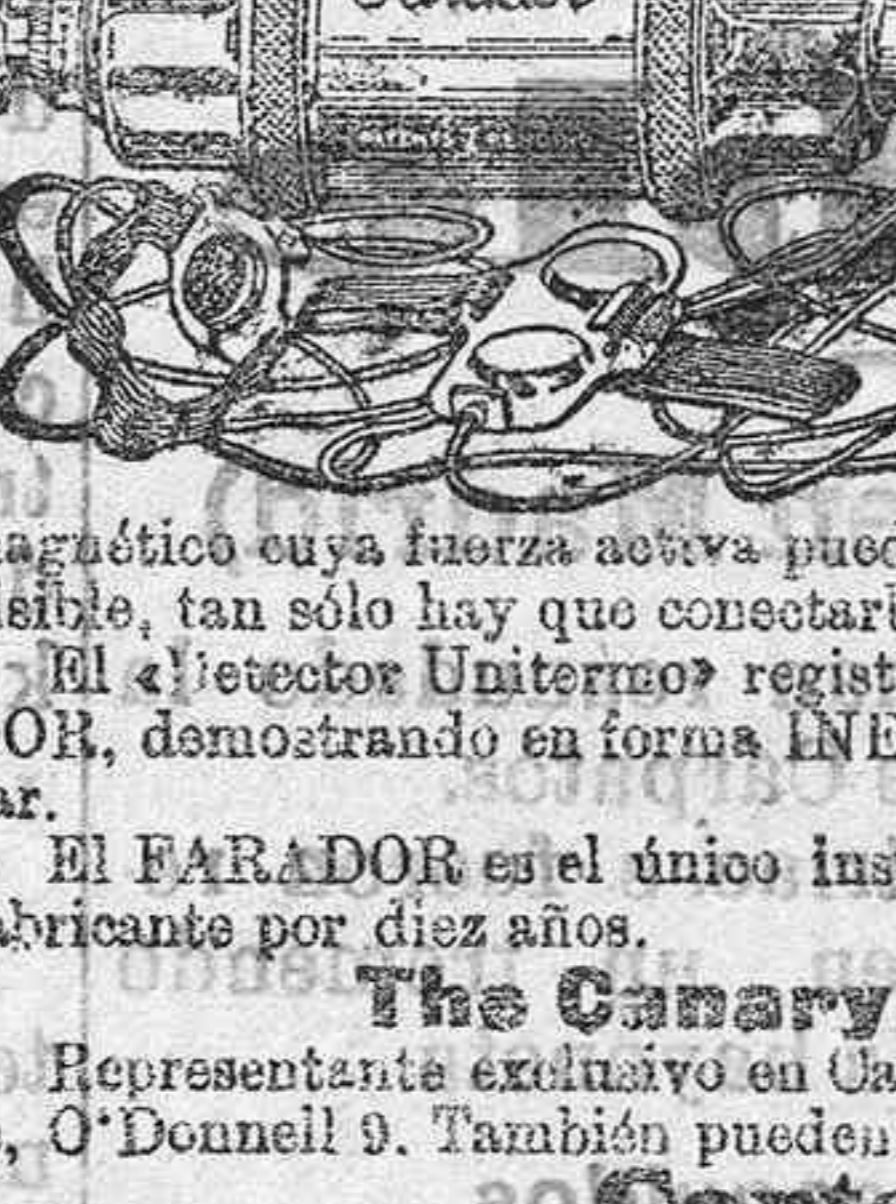 agnético cuya fuerza activa pued
sible, tan sólo hay que conectar
El «Detector Unitermo» regist
OR, demostrando en forma IN
ar.
El FARADOR es el único ins
abricante por diez años.
The Canary
Representante exclusivo en Ca
O'Donnell 9. También pueden